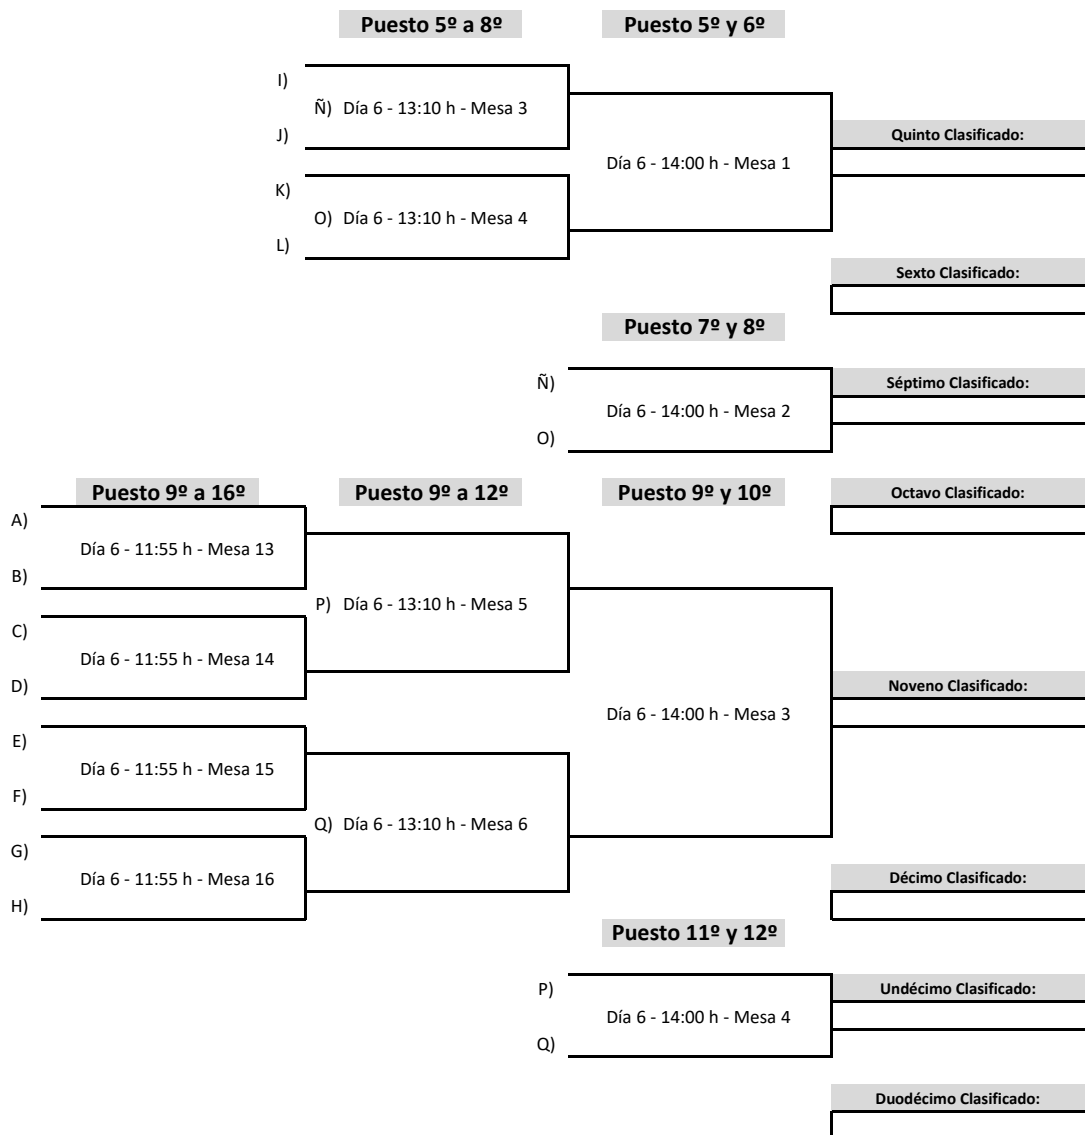 Puesto 5º a 8º Puesto 5º y 6º
I)
Ñ) Día 6 - 13:10 h - Mesa 3
J) Quinto Clasificado:
Día 6 - 14:00 h - Mesa 1
K)
O) Día 6 - 13:10 h - Mesa 4
L)
Sexto Clasificado:
Puesto 7º y 8º
Ñ) Séptimo Clasificado:
Día 6 - 14:00 h - Mesa 2
O)
Puesto 9º a 16º Puesto 9º a 12º Puesto 9º y 10º Octavo Clasificado:
A)
Día 6 - 11:55 h - Mesa 13
B)
P) Día 6 - 13:10 h - Mesa 5
C)
Día 6 - 11:55 h - Mesa 14
D) Noveno Clasificado:
Día 6 - 14:00 h - Mesa 3
E)
Día 6 - 11:55 h - Mesa 15
F)
Q) Día 6 - 13:10 h - Mesa 6
G)
Día 6 - 11:55 h - Mesa 16 Décimo Clasificado:
H)
Puesto 11º y 12º
P) Undécimo Clasificado:
Día 6 - 14:00 h - Mesa 4
Q)
Duodécimo Clasificado: